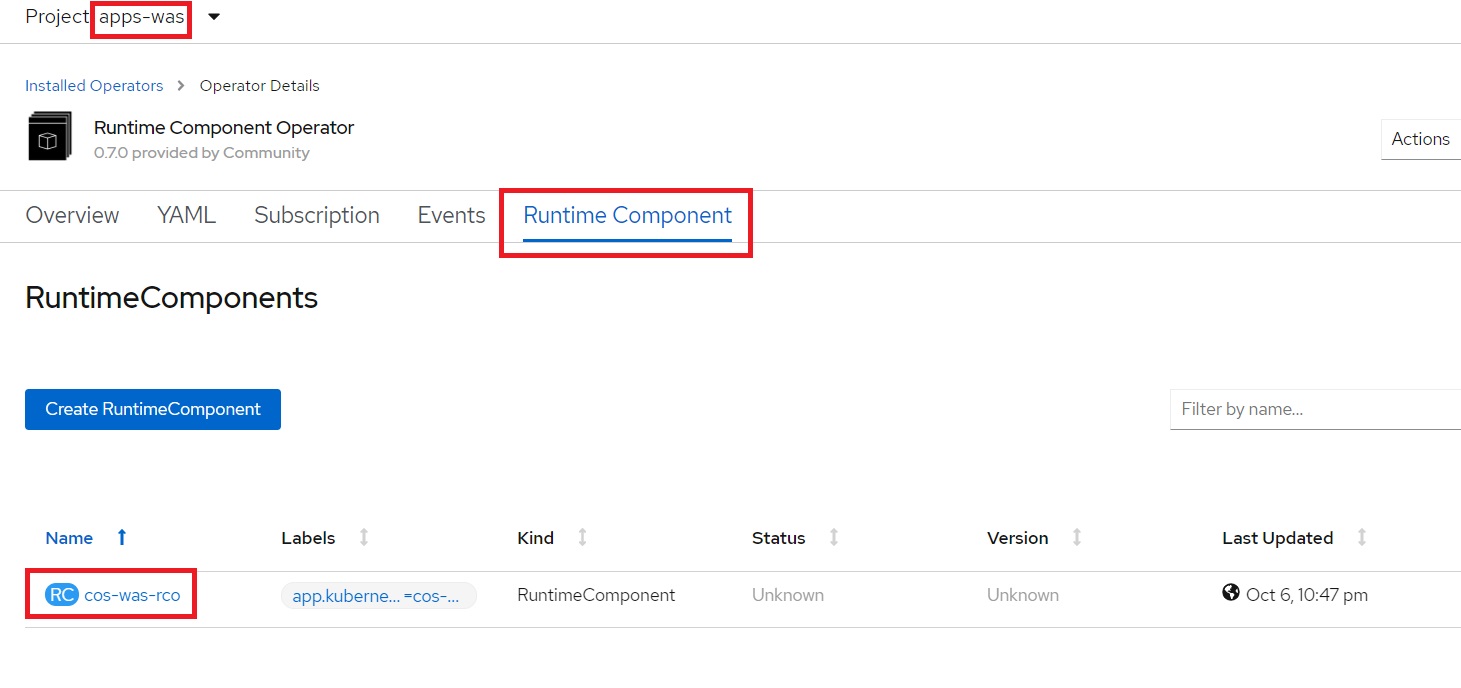 Project apps-was
Installed Operators > Operator Details
Runtime Component Operator
0.7.0 provided by Community
Actions
Overview YAML Subscription Events Runtime Component
RuntimeComponents
Create RuntimeComponent
Filter by name...
Name Labels Kind Status Version Last Updated
RC cos-was-rco app.kuberne... =cos-... RuntimeComponent Unknown Unknown Oct 6, 10:47 pm